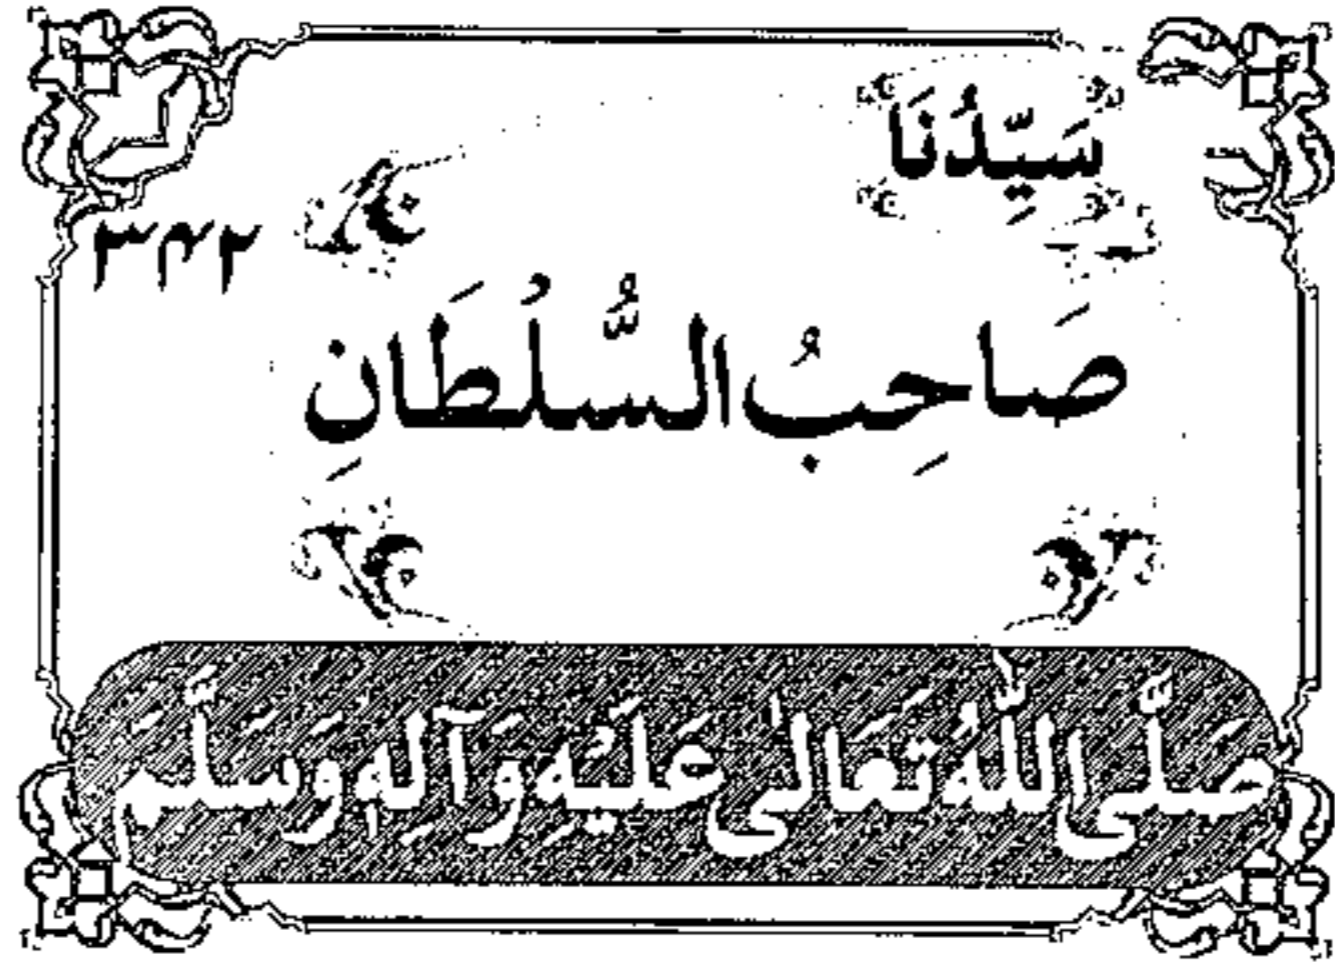 سَيِّدُنَا
۳۴۲
صَاحِبُ السُّلْطَانِ
صَلَّى اللّٰهُ تَعَالٰى عَلَيْهِ وَآلِهٖ وَسَلَّمَ